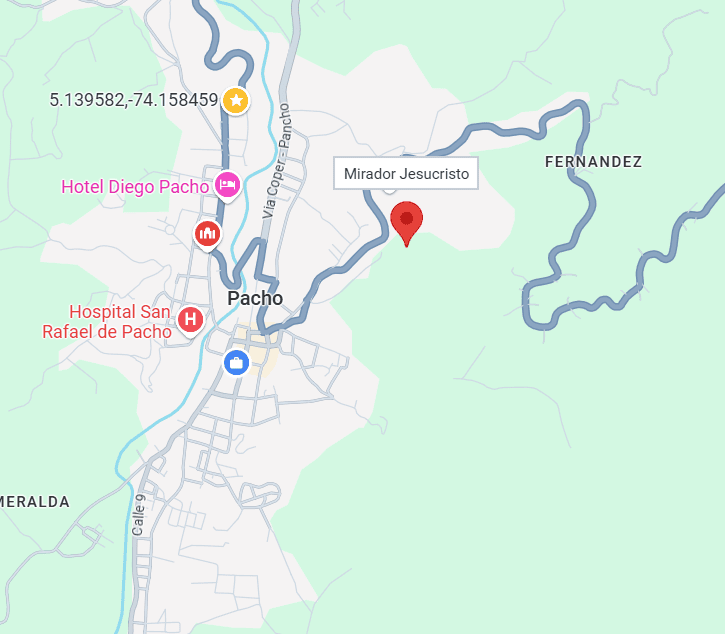 5.139582,-74.158459
Via Coper - Pancho
FERNANDEZ
Mirador Jesucristo
Hotel Diego Pacho
Pacho
Hospital San
Rafael de Pacho
H
MERALDA
Calle 9